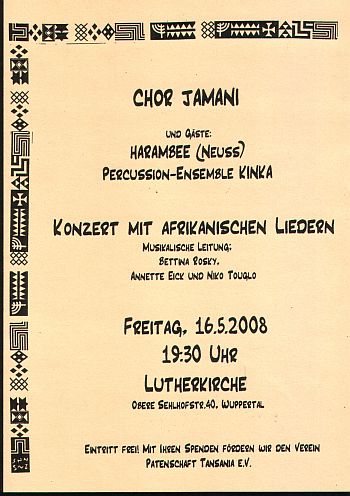 CHOR JAMANI
UND GÄSTE:
HARAMBEE (NEUSS)
PERCUSSION-ENSEMBLE KINKA
KONZERT MIT AFRIKANISCHEN LIEDERN
MUSIKALISCHE LEITUNG:
BETTINA ROSKY,
ANNETTE EICK UND NIKO TOUGLO
FREITAG, 16.5.2008
19:30 UHR
LUTHERKIRCHE
OBERE SEHLHOFSTR.40, WUPPERTAL
EINTRITT FREI! MIT IHREN SPENDEN FÖRDERN WIR DEN VEREIN
PATENSCHAFT TANSANIA E.V.